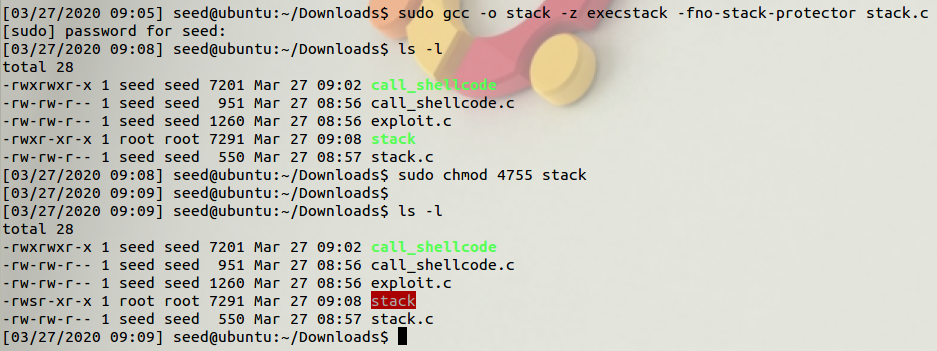 [03/27/2020 09:05] seed@ubuntu:~/Downloads$ sudo gcc -o stack -z execstack -fno-stack-protector stack.c
[sudo] password for seed:
[03/27/2020 09:08] seed@ubuntu:~/Downloads$ ls -l
total 28
-rwxrwxr-x 1 seed seed 7201 Mar 27 09:02 call_shellcode
-rw-rw-r-- 1 seed seed  951 Mar 27 08:56 call_shellcode.c
-rw-rw-r-- 1 seed seed 1260 Mar 27 08:56 exploit.c
-rwxr-xr-x 1 root root 7291 Mar 27 09:08 stack
-rw-rw-r-- 1 seed seed  550 Mar 27 08:57 stack.c
[03/27/2020 09:08] seed@ubuntu:~/Downloads$ sudo chmod 4755 stack
[03/27/2020 09:09] seed@ubuntu:~/Downloads$
[03/27/2020 09:09] seed@ubuntu:~/Downloads$ ls -l
total 28
-rwxrwxr-x 1 seed seed 7201 Mar 27 09:02 call_shellcode
-rw-rw-r-- 1 seed seed  951 Mar 27 08:56 call_shellcode.c
-rw-rw-r-- 1 seed seed 1260 Mar 27 08:56 exploit.c
-rwsr-xr-x 1 root root 7291 Mar 27 09:08 stack
-rw-rw-r-- 1 seed seed  550 Mar 27 08:57 stack.c
[03/27/2020 09:09] seed@ubuntu:~/Downloads$